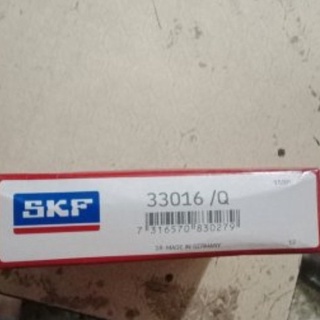 SKF
33016 /Q
7 316570 830279
MADE IN GERMANY